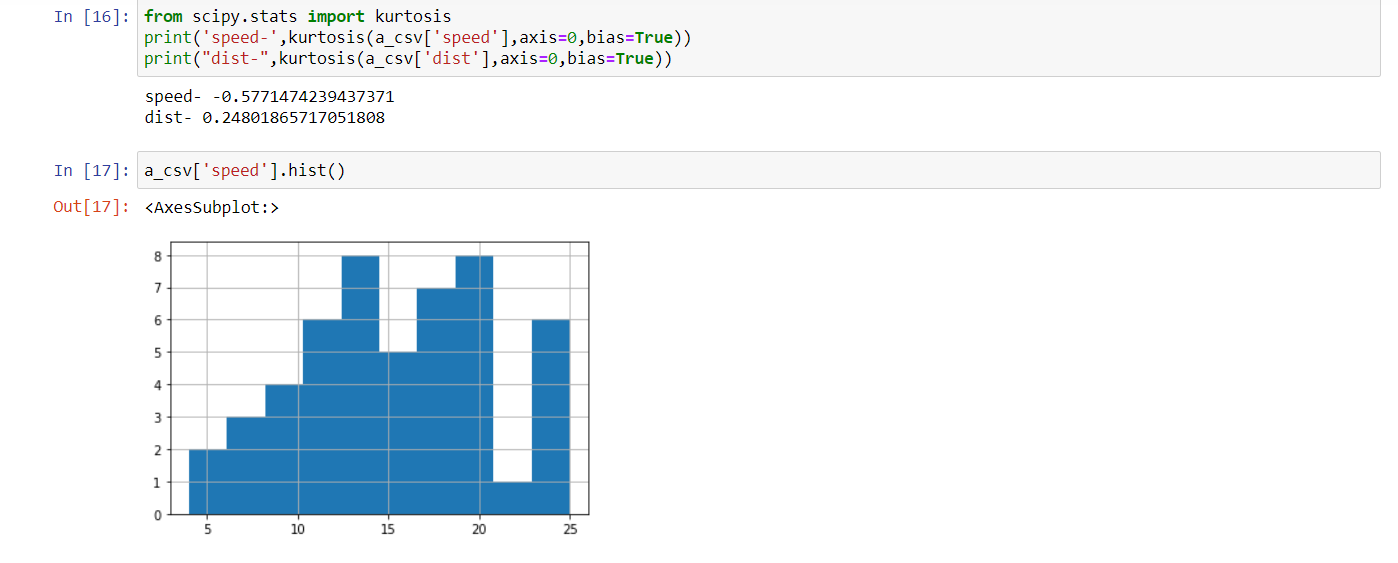 In [16]: from scipy.stats import kurtosis
print('speed-',kurtosis(a_csv['speed'],axis=0,bias=True))
print("dist-",kurtosis(a_csv['dist'],axis=0,bias=True))
speed- -0.5771474239437371
dist- 0.24801865717051808
In [17]: a_csv['speed'].hist()
Out[17]: <AxesSubplot:>
8
7
6
5
4
3
2
1
0
5 10 15 20 25